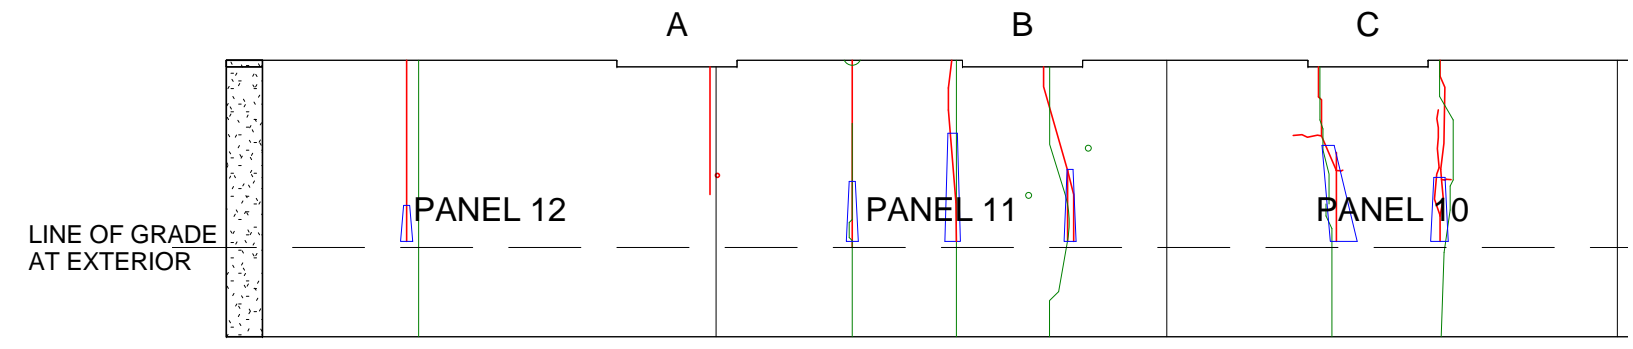 A B C
PANEL 12 PANEL 11 PANEL 10
LINE OF GRADE
AT EXTERIOR